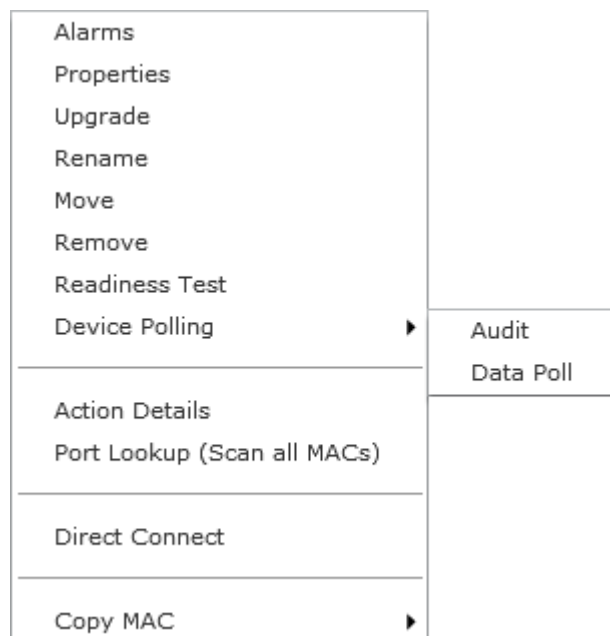 Alarms
Properties
Upgrade
Rename
Move
Remove
Readiness Test
Device Polling
Audit
Data Poll
Action Details
Port Lookup (Scan all MACs)
Direct Connect
Copy MAC